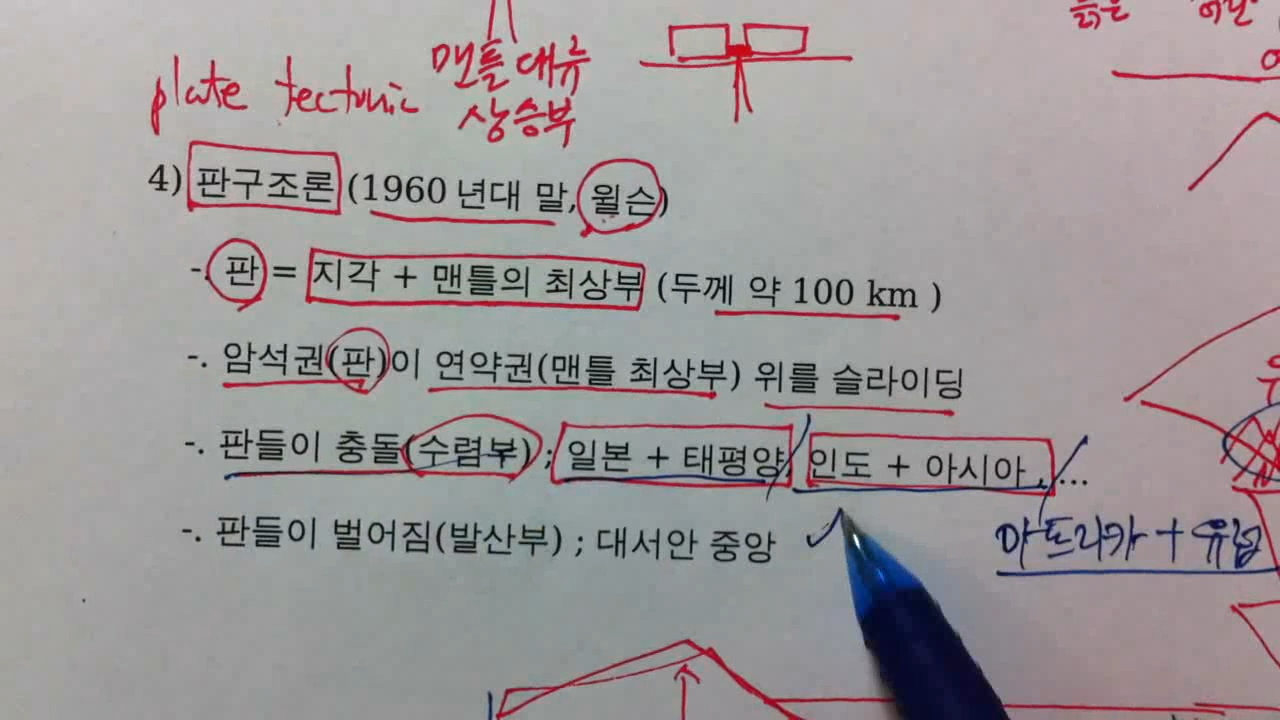 맨틀 대류
plate tectonic
상승부
4) 판구조론 (1960 년대 말, 윌슨)
-. 판 = 지각 + 맨틀의 최상부 (두께 약 100 km )
-. 암석권(판)이 연약권(맨틀 최상부) 위를 슬라이딩
-. 판들이 충돌(수렴부) ; 일본 + 태평양, 인도 + 아시아 , ...
-. 판들이 벌어짐(발산부) ; 대서안 중앙
아프리카 + 유럽